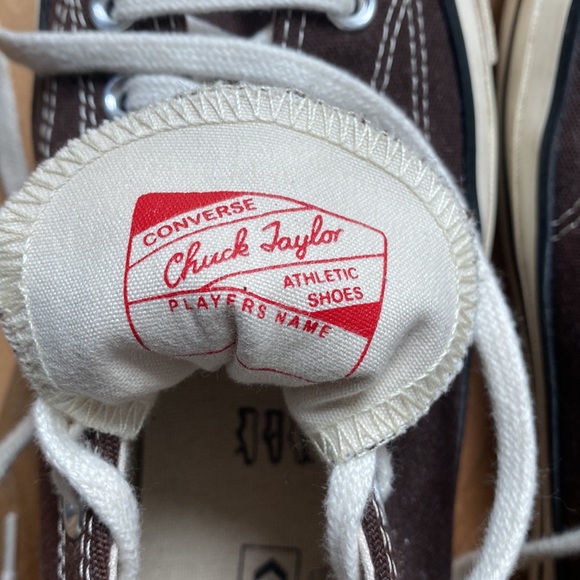 CONVERSE
Chuck Taylor
ATHLETIC
SHOES
PLAYERS NAME